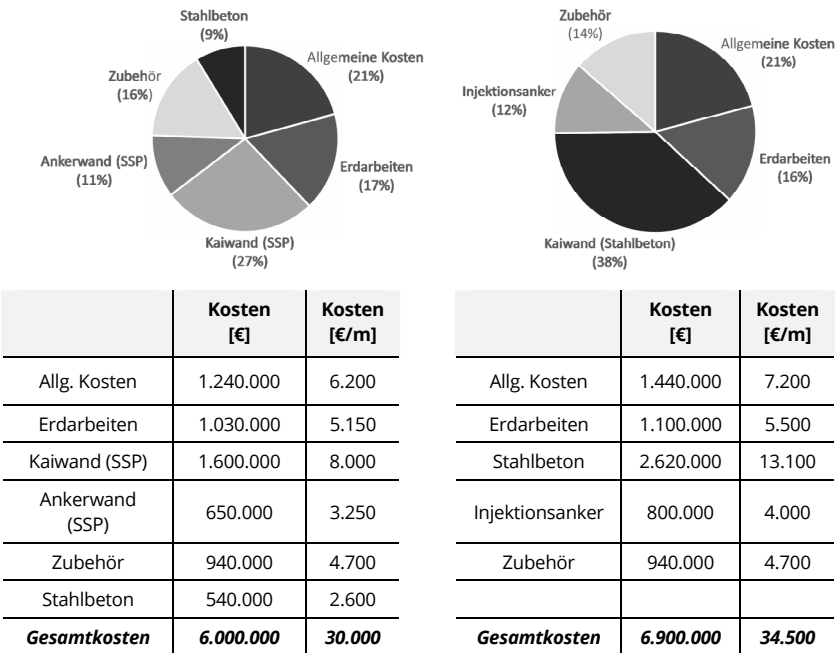 Stahlbeton
(9%)
Allgemeine Kosten
(21%)
Zubehör
(16%)
Ankerwand (SSP)
(11%)
Erdarbeiten
(17%)
Kaiwand (SSP)
(27%)
Zubehör
(14%)
Allgemeine Kosten
(21%)
Injektionsanker
(12%)
Erdarbeiten
(16%)
Kaiwand (Stahlbeton)
(38%)
Kosten [€] Kosten [€/m]
Allg. Kosten 1.240.000 6.200
Erdarbeiten 1.030.000 5.150
Kaiwand (SSP) 1.600.000 8.000
Ankerwand (SSP) 650.000 3.250
Zubehör 940.000 4.700
Stahlbeton 540.000 2.600
Gesamtkosten 6.000.000 30.000
Kosten [€] Kosten [€/m]
Allg. Kosten 1.440.000 7.200
Erdarbeiten 1.100.000 5.500
Stahlbeton 2.620.000 13.100
Injektionsanker 800.000 4.000
Zubehör 940.000 4.700
Gesamtkosten 6.900.000 34.500